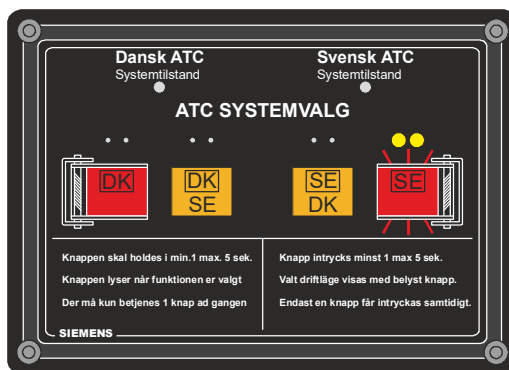 Dansk ATC
Systemtilstand
Svensk ATC
Systemtilstand
ATC SYSTEMVALG
DK
DK
SE
SE
DK
SE
Knappen skal holdes i min.1 max. 5 sek.
Knappen lyser når funktionen er valgt
Der må kun betjenes 1 knap ad gangen
Knapp intrycks minst 1 max 5 sek.
Valt driftläge visas med belyst knapp.
Endast en knapp får intryckas samtidigt.
SIEMENS